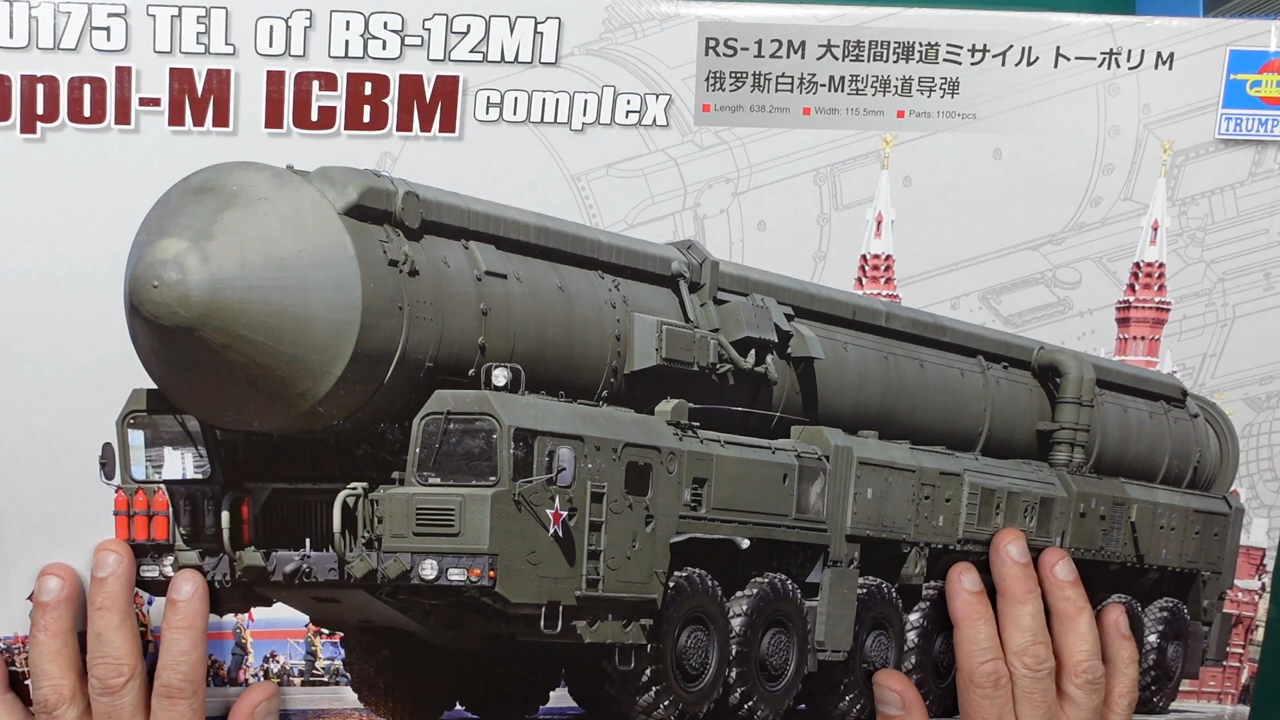 U175 TEL of RS-12M1
opol-M ICBM complex
RS-12M 大陸間弾道ミサイル トーポリ M
俄罗斯白杨-M型弹道导弹
Length: 638.2mm Width: 115.5mm Parts: 1100+pcs
TRUMP